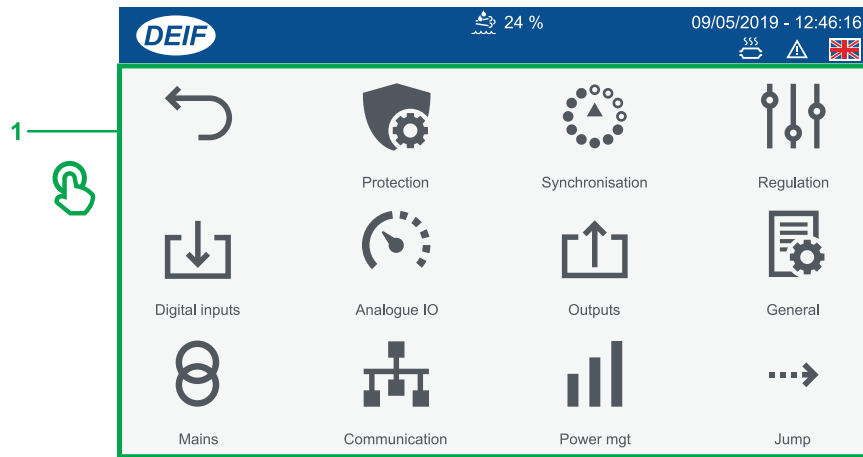 DEIF
24 %
09/05/2019 - 12:46:16
1
Protection
Synchronisation
Regulation
Digital inputs
Analogue IO
Outputs
General
Mains
Communication
Power mgt
Jump